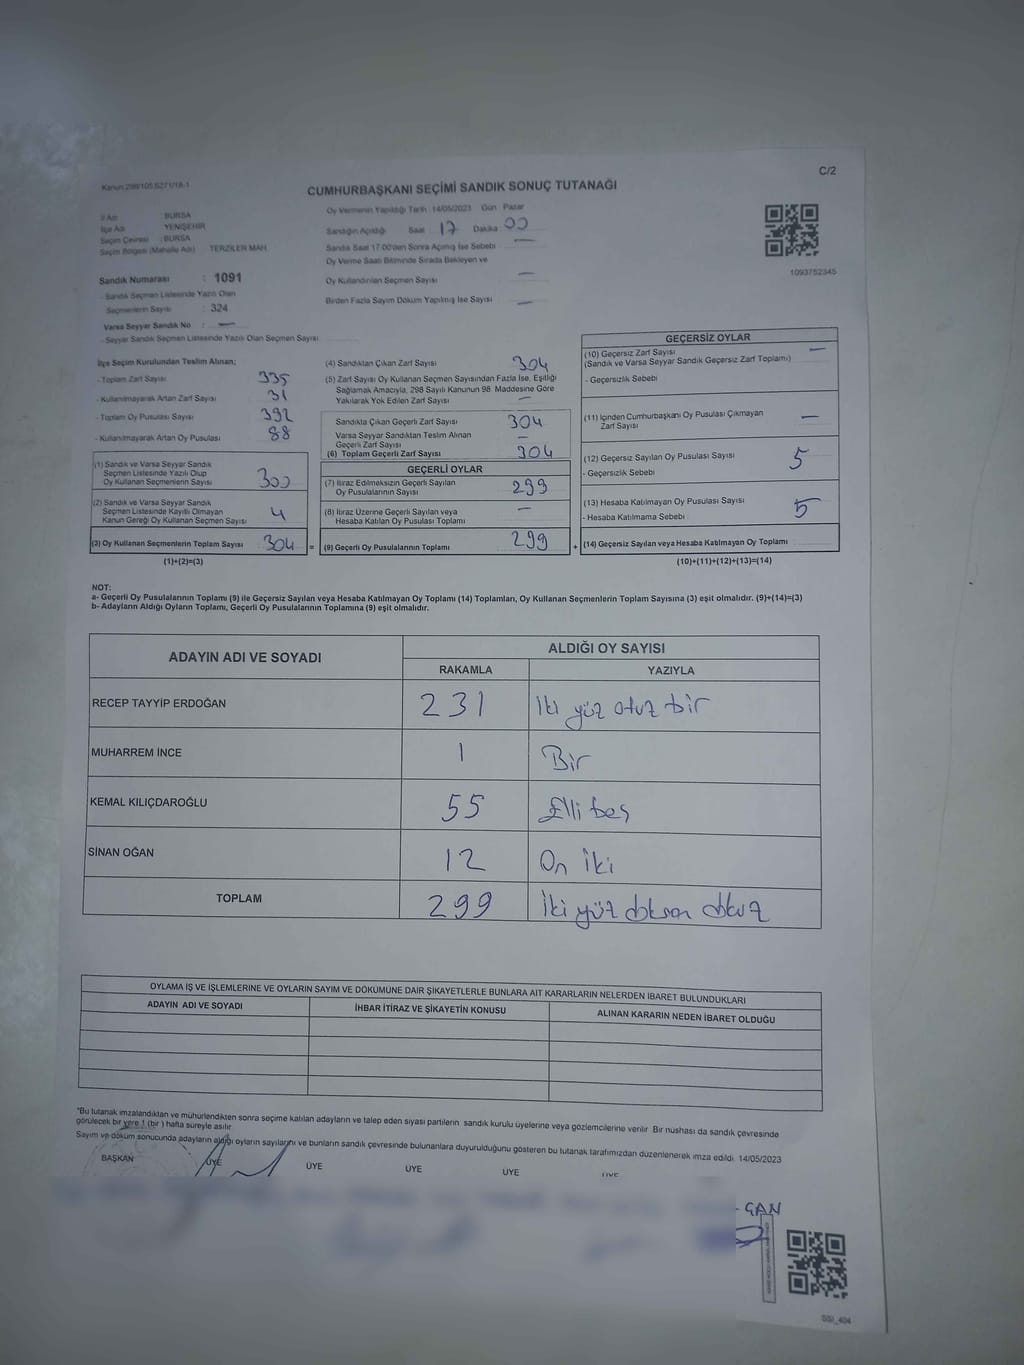 C/2
Kanun:298/105,6271/18-1
CUMHURBAŞKANI SEÇİMİ SANDIK SONUÇ TUTANAĞI
İl Adı : BURSA
İlçe Adı : YENİŞEHİR
Seçim Çevresi : BURSA
Seçim Bölgesi (Mahalle Adı) : TERZİLER MAH.
Sandık Numarası : 1091
- Sandık Seçmen Listesinde Yazılı Olan
Seçmenlerin Sayısı : 324
Varsa Seyyar Sandık No : —
- Seyyar Sandık Seçmen Listesinde Yazılı Olan Seçmen Sayısı
Oy Vermenin Yapıldığı Tarih :14/05/2023 Gün : Pazar
Sandığın Açıldığı Saat 17 Dakika 00
Sandık Saat 17:00'den Sonra Açılmış İse Sebebi —
Oy Verme Saati Bitiminde Sırada Bekleyen ve
Oy Kullandırılan Seçmen Sayısı —
Birden Fazla Sayım Döküm Yapılmış İse Sayısı —
1093752345
İlçe Seçim Kurulundan Teslim Alınan;
- Toplam Zarf Sayısı 335
- Kullanılmayarak Artan Zarf Sayısı 31
- Toplam Oy Pusulası Sayısı 392
- Kullanılmayarak Artan Oy Pusulası 88
(1) Sandık ve Varsa Seyyar Sandık
Seçmen Listesinde Yazılı Olup
Oy Kullanan Seçmenlerin Sayısı 300
(2) Sandık ve Varsa Seyyar Sandık
Seçmen Listesinde Kayıtlı Olmayan
Kanun Gereği Oy Kullanan Seçmen Sayısı 4
(3) Oy Kullanan Seçmenlerin Toplam Sayısı 304 =
(1)+(2)=(3)
(4) Sandıktan Çıkan Zarf Sayısı 304
(5) Zarf Sayısı Oy Kullanan Seçmen Sayısından Fazla İse, Eşitliği
Sağlamak Amacıyla, 298 Sayılı Kanunun 98. Maddesine Göre
Yakılarak Yok Edilen Zarf Sayısı —
Sandıkla Çıkan Geçerli Zarf Sayısı 304
Varsa Seyyar Sandıktan Teslim Alınan
Geçerli Zarf Sayısı —
(6) Toplam Geçerli Zarf Sayısı 304
GEÇERLİ OYLAR
(7) İtiraz Edilmeksizin Geçerli Sayılan
Oy Pusulalarının Sayısı 299
(8) İtiraz Üzerine Geçerli Sayılan veya
Hesaba Katılan Oy Pusulası Toplamı —
(9) Geçerli Oy Pusulalarının Toplamı 299 +
GEÇERSİZ OYLAR
(10) Geçersiz Zarf Sayısı —
(Sandık ve Varsa Seyyar Sandık Geçersiz Zarf Toplamı)
- Geçersizlik Sebebi
(11) İçinden Cumhurbaşkanı Oy Pusulası Çıkmayan
Zarf Sayısı —
(12) Geçersiz Sayılan Oy Pusulası Sayısı 5
- Geçersizlik Sebebi
(13) Hesaba Katılmayan Oy Pusulası Sayısı 5
- Hesaba Katılmama Sebebi
(14) Geçersiz Sayılan veya Hesaba Katılmayan Oy Toplamı
(10)+(11)+(12)+(13)=(14)
NOT:
a- Geçerli Oy Pusulalarının Toplamı (9) ile Geçersiz Sayılan veya Hesaba Katılmayan Oy Toplamı (14) Toplamları, Oy Kullanan Seçmenlerin Toplam Sayısına (3) eşit olmalıdır. (9)+(14)=(3)
b- Adayların Aldığı Oyların Toplamı, Geçerli Oy Pusulalarının Toplamına (9) eşit olmalıdır.
ADAYIN ADI VE SOYADI ALDIĞI OY SAYISI
RAKAMLA YAZIYLA
RECEP TAYYİP ERDOĞAN 231 İki yüz otuz bir
MUHARREM İNCE 1 Bir
KEMAL KILIÇDAROĞLU 55 Elli beş
SİNAN OĞAN 12 On iki
TOPLAM 299 İki yüz doksan dokuz
OYLAMA İŞ VE İŞLEMLERİNE VE OYLARIN SAYIM VE DÖKÜMÜNE DAİR ŞİKAYETLERLE BUNLARA AİT KARARLARIN NELERDEN İBARET BULUNDUKLARI
ADAYIN ADI VE SOYADI İHBAR İTİRAZ VE ŞİKAYETİN KONUSU ALINAN KARARIN NEDEN İBARET OLDUĞU
*Bu tutanak imzalandıktan ve mühürlendikten sonra seçime katılan adayların ve talep eden siyasi partilerin sandık kurulu üyelerine veya gözlemcilerine verilir. Bir nüshası da sandık çevresinde
görülecek bir yere 1 (bir) hafta süreyle asılır.
Sayım ve döküm sonucunda adayların aldığı oyların sayılarını ve bunların sandık çevresinde bulunanlara duyurulduğunu gösteren bu tutanak tarafımızdan düzenlenerek imza edildi. 14/05/2023
BAŞKAN ÜYE ÜYE ÜYE ÜYE ÜYE
GAN
SSI_404